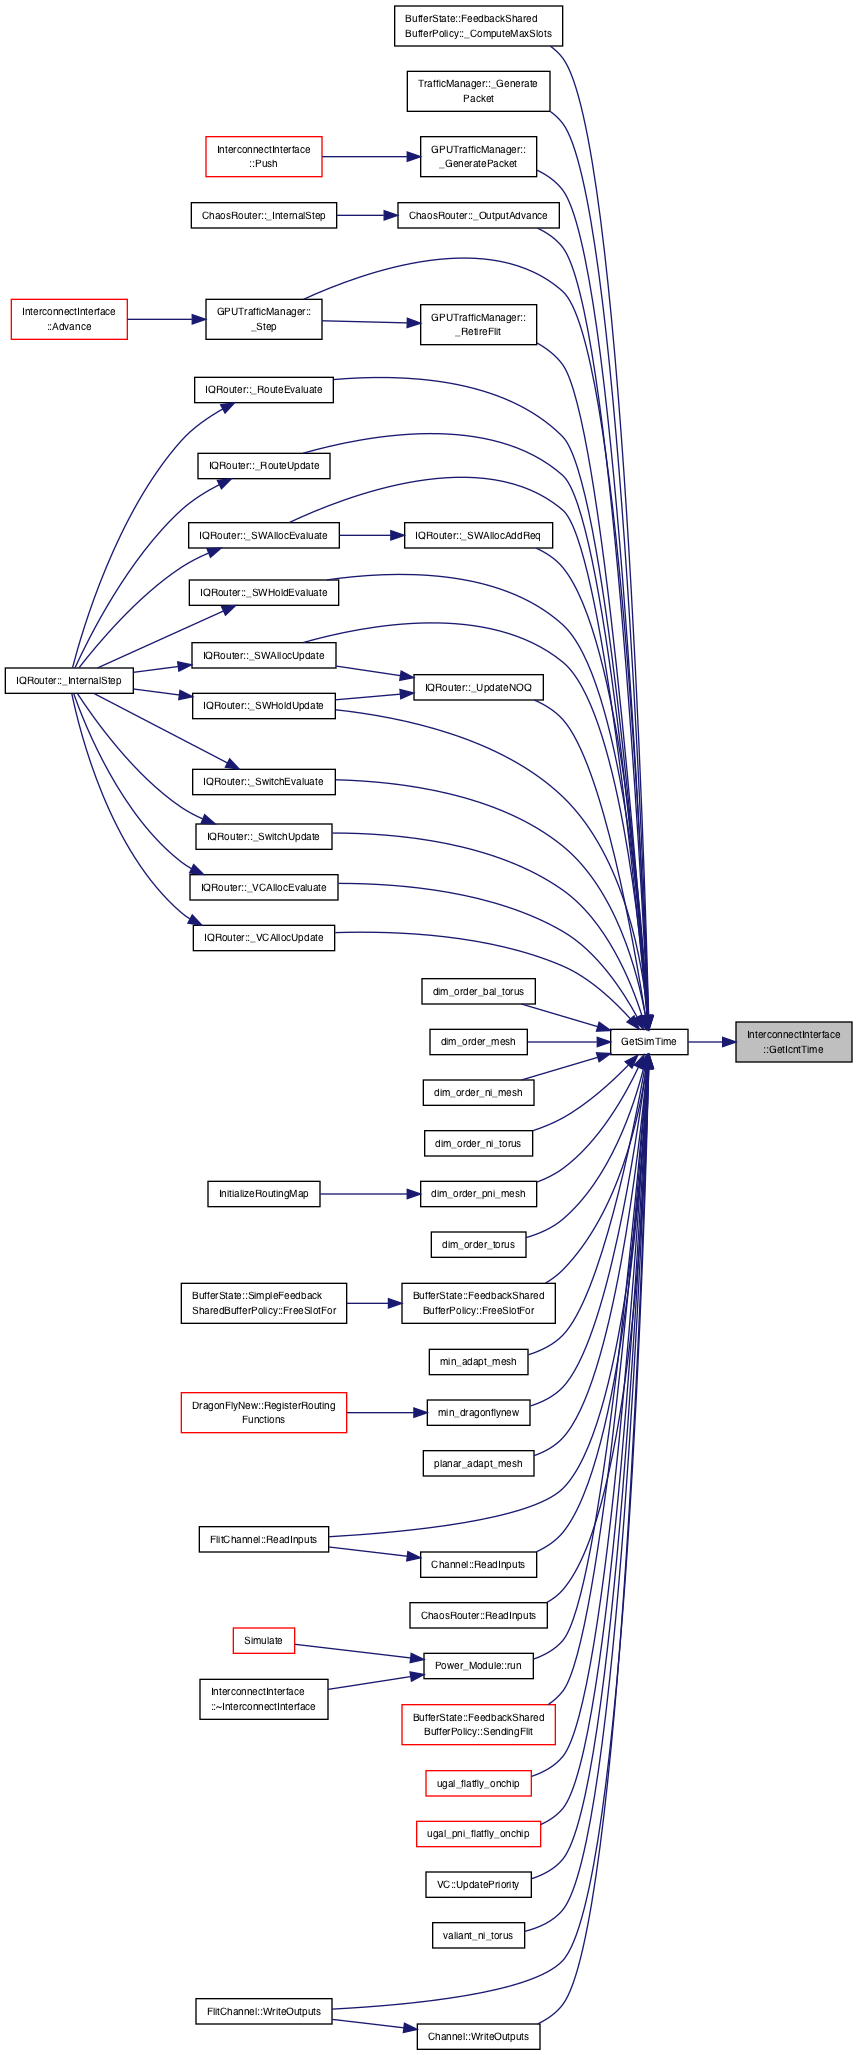 BufferState::FeedbackShared
BufferPolicy::_ComputeMaxSlots
TrafficManager::_Generate
Packet
InterconnectInterface
::Push
GPUTrafficManager::
_GeneratePacket
ChaosRouter::_InternalStep
ChaosRouter::_OutputAdvance
InterconnectInterface
::Advance
GPUTrafficManager::
_Step
GPUTrafficManager::
_RetireFlit
IQRouter::_RouteEvaluate
IQRouter::_RouteUpdate
IQRouter::_SWAllocEvaluate
IQRouter::_SWAllocAddReq
IQRouter::_SWHoldEvaluate
IQRouter::_SWAllocUpdate
IQRouter::_InternalStep
IQRouter::_UpdateNOQ
IQRouter::_SWHoldUpdate
IQRouter::_SwitchEvaluate
IQRouter::_SwitchUpdate
IQRouter::_VCAllocEvaluate
IQRouter::_VCAllocUpdate
dim_order_bal_torus
dim_order_mesh
GetSimTime
InterconnectInterface
::GetIcntTime
dim_order_ni_mesh
dim_order_ni_torus
InitializeRoutingMap
dim_order_pni_mesh
dim_order_torus
BufferState::SimpleFeedback
SharedBufferPolicy::FreeSlotFor
BufferState::FeedbackShared
BufferPolicy::FreeSlotFor
min_adapt_mesh
DragonFlyNew::RegisterRouting
Functions
min_dragonflynew
planar_adapt_mesh
FlitChannel::ReadInputs
Channel::ReadInputs
ChaosRouter::ReadInputs
Simulate
Power_Module::run
InterconnectInterface
::~InterconnectInterface
BufferState::FeedbackShared
BufferPolicy::SendingFlit
ugal_flatfly_onchip
ugal_pni_flatfly_onchip
VC::UpdatePriority
valiant_ni_torus
FlitChannel::WriteOutputs
Channel::WriteOutputs